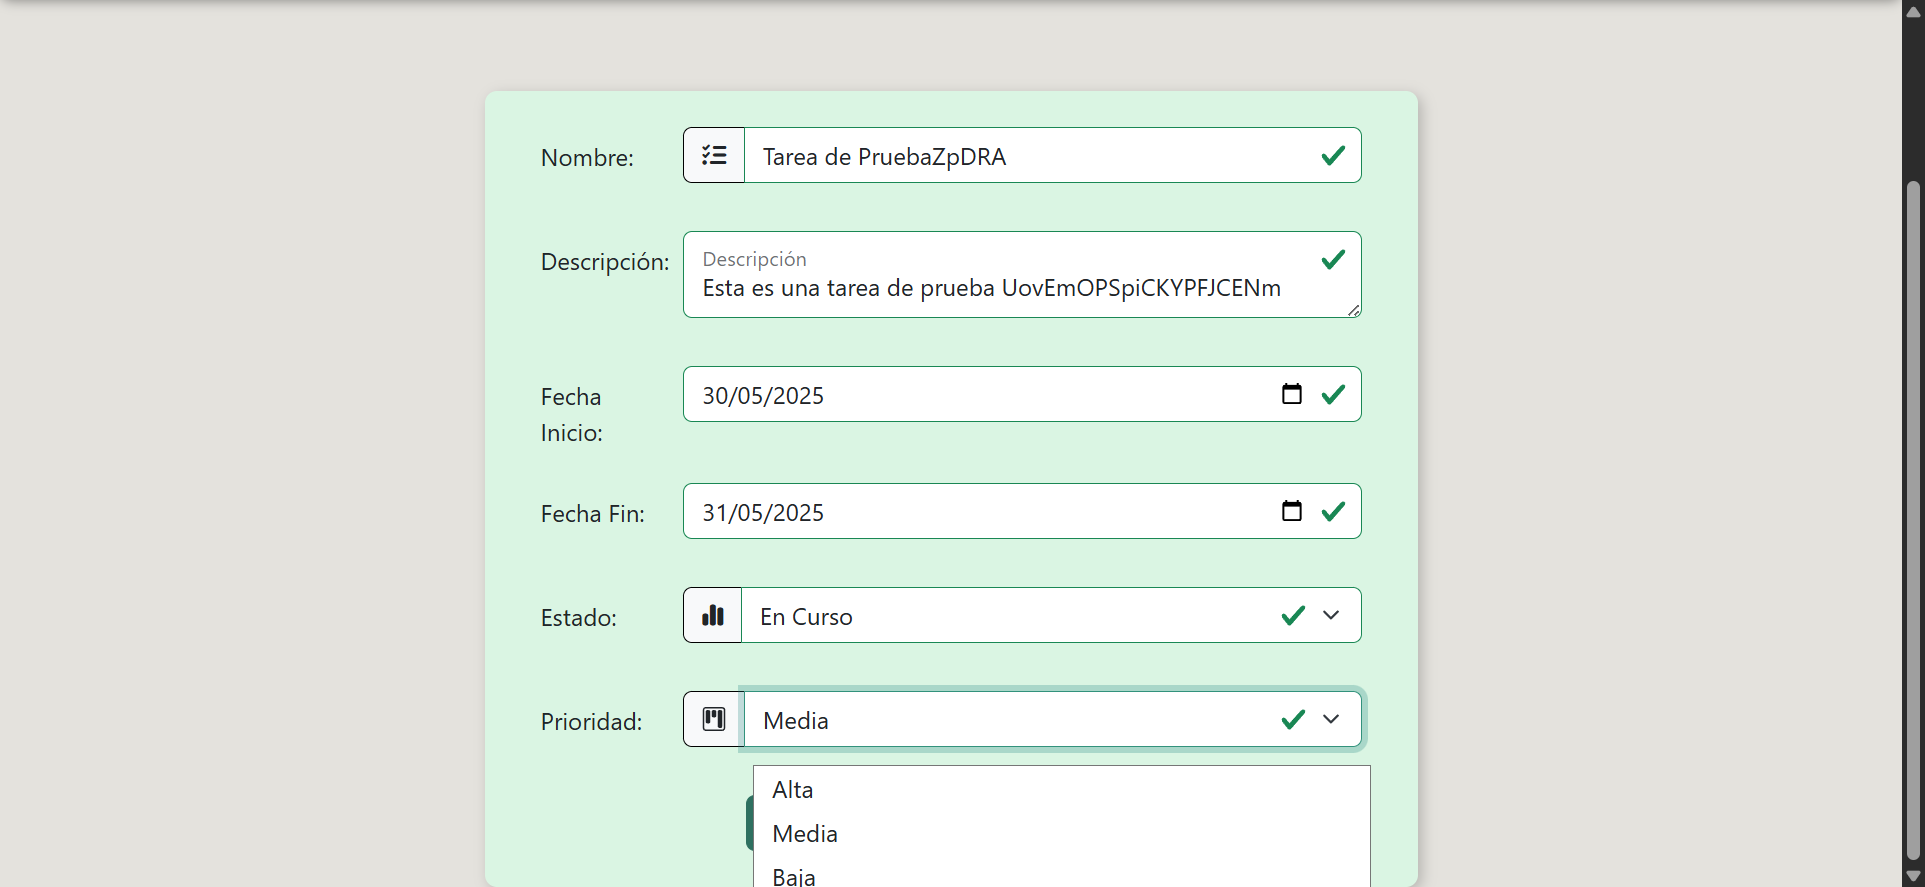 Nombre:
Tarea de PruebaZpDRA
Descripción:
Descripción
Esta es una tarea de prueba UovEmOPSpiCKYPFJCENm
Fecha
Inicio:
30/05/2025
Fecha Fin:
31/05/2025
Estado:
En Curso
Prioridad:
Media
Alta
Media
Baja